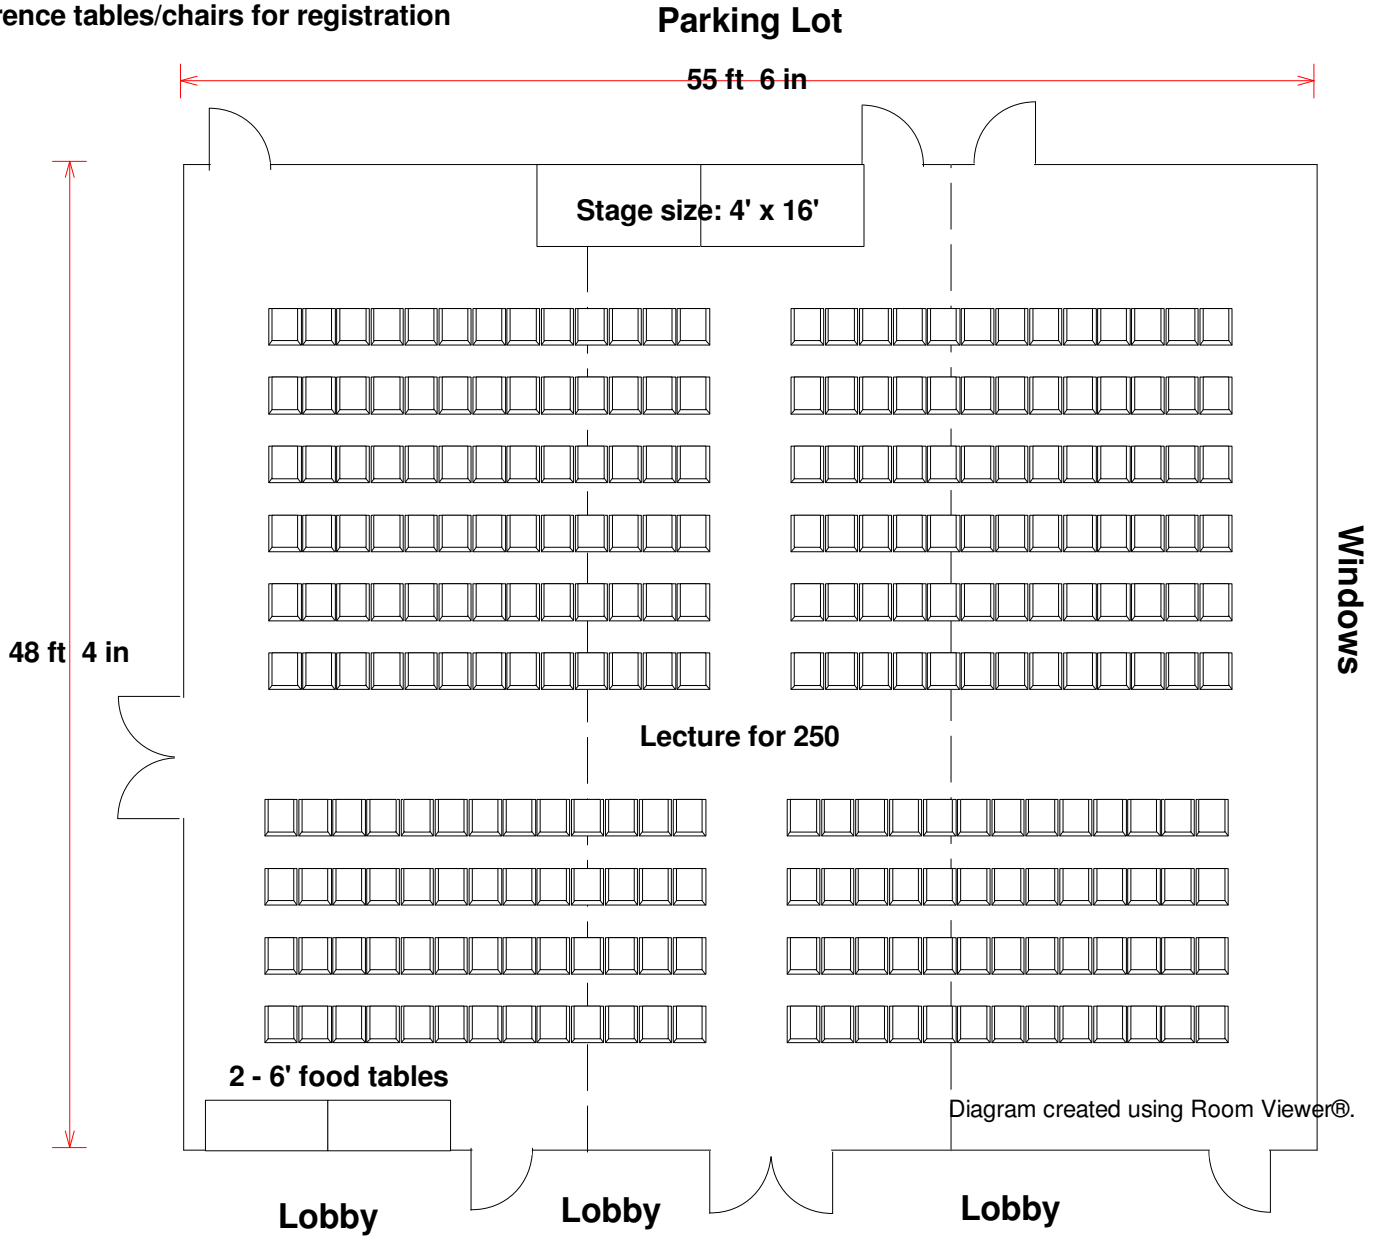 tables/chairs for registration
Parking Lot
55 ft 6 in
Stage size: 4' x 16'
Windows
48 ft 4 in
Lecture for 250
2 - 6' food tables
Diagram created using Room Viewer®.
Lobby
Lobby
Lobby